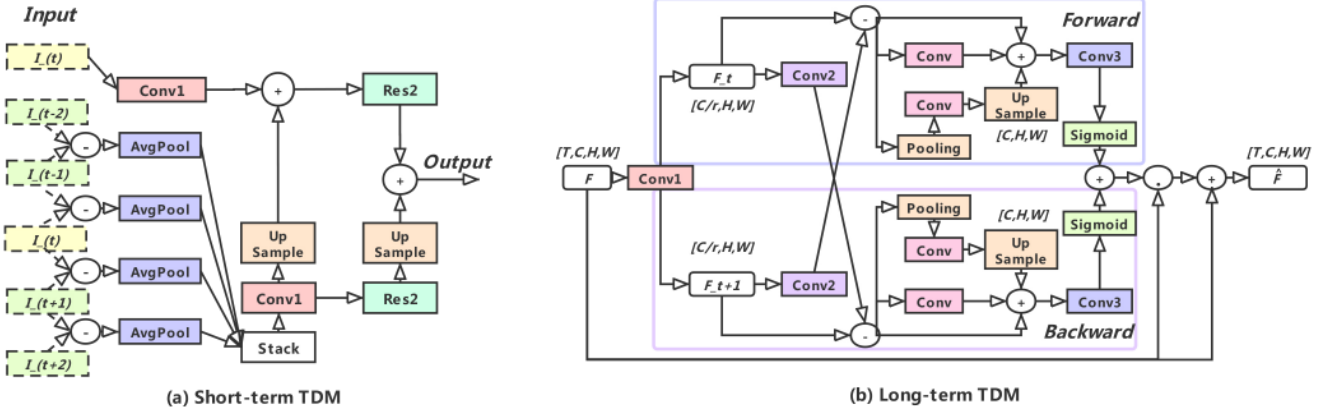 Input
I_(t)
I_(t-2)
I_(t-1)
I_(t)
I_(t+1)
I_(t+2)
-
-
-
-
AvgPool
AvgPool
AvgPool
AvgPool
Conv1
+
Res2
Up
Sample
Conv1
Stack
+
Output
Up
Sample
Res2
(a) Short-term TDM
[T,C,H,W]
F
Conv1
F_t
[C/r,H,W]
Conv2
-
Forward
Conv
+
Conv3
Conv
Up
Sample
[C,H,W]
Pooling
Sigmoid
+
.
+
[T,C,H,W]
F̂
[C/r,H,W]
F_t+1
Conv2
-
Pooling
Conv
[C,H,W]
Up
Sample
Sigmoid
Conv
+
Conv3
Backward
(b) Long-term TDM